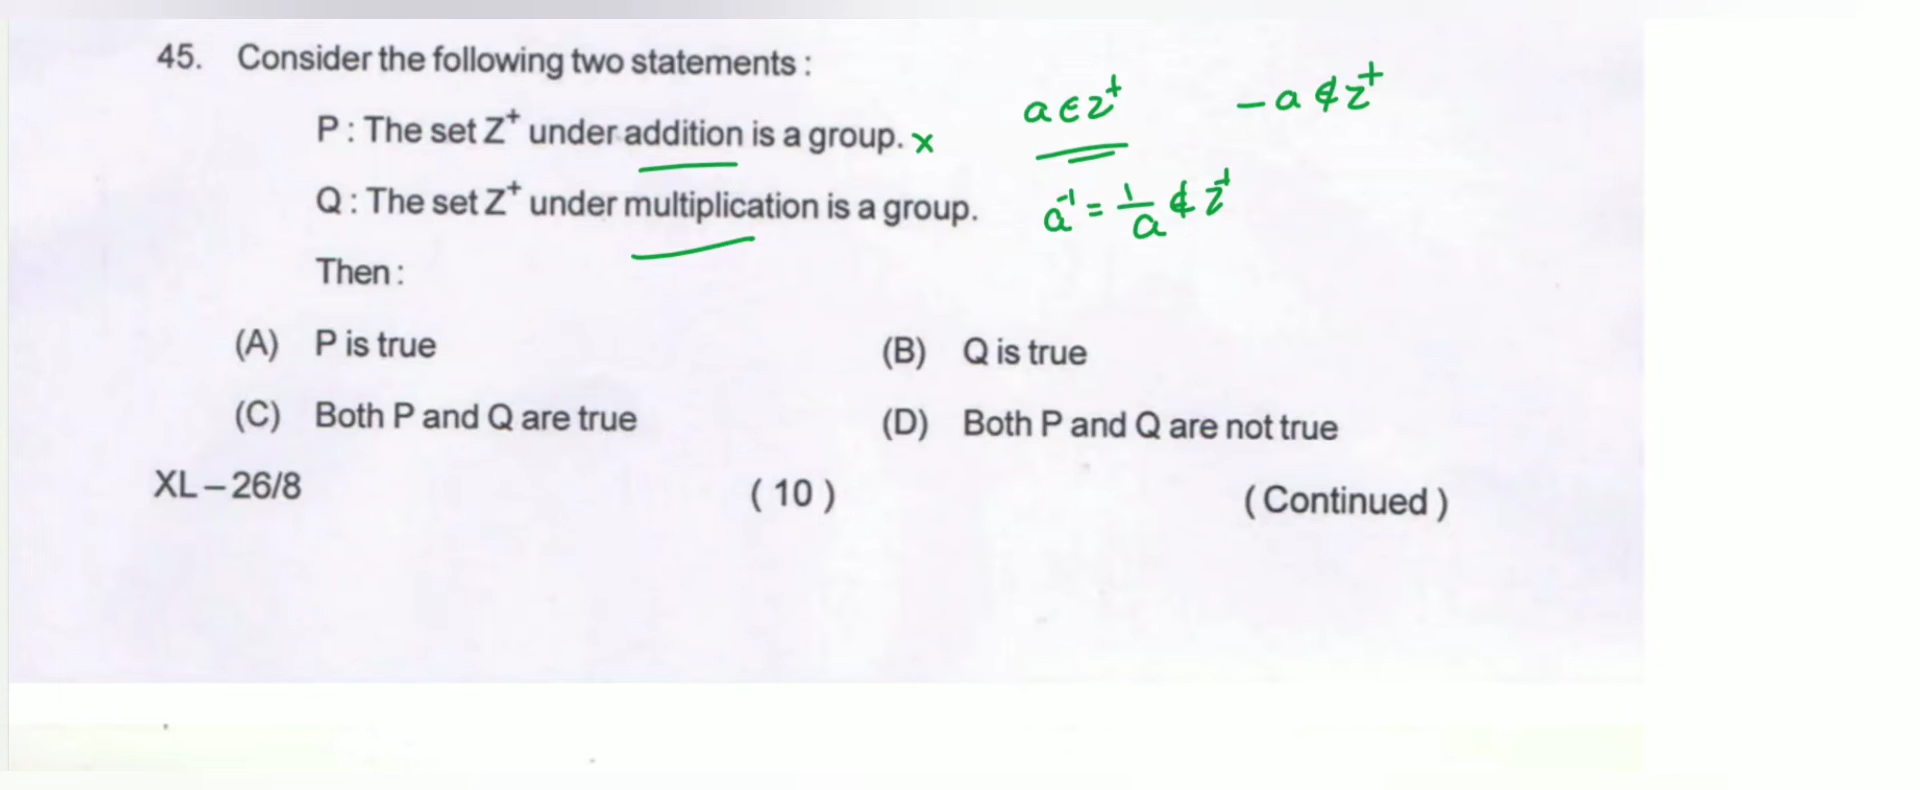 45. Consider the following two statements :
P : The set Z⁺ under addition is a group. x
a ∈ z⁺ -a ∉ z⁺
Q : The set Z⁺ under multiplication is a group.
a⁻¹ = 1/a ∉ z⁺
Then :
(A) P is true
(B) Q is true
(C) Both P and Q are true
(D) Both P and Q are not true
XL – 26/8 ( 10 ) ( Continued )